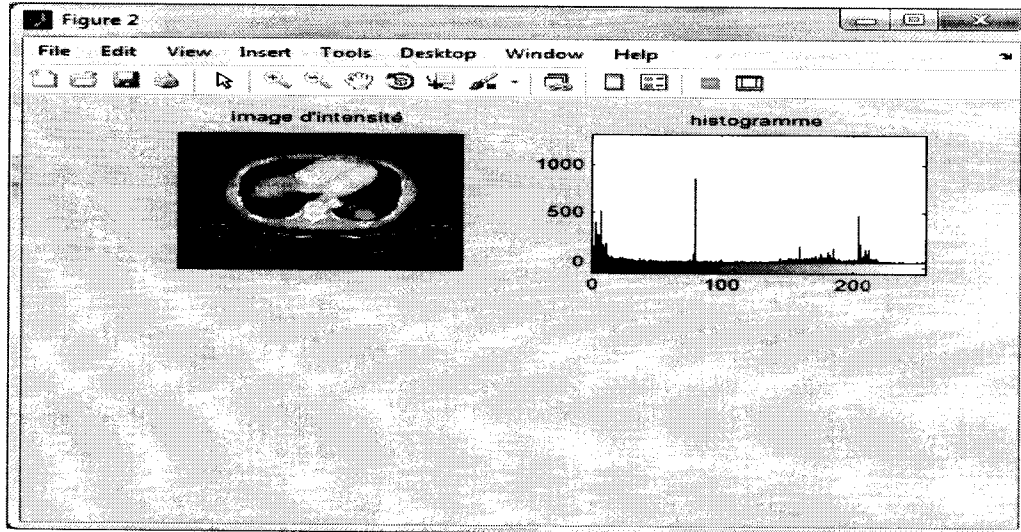 Figure 2
File Edit View Insert Tools Desktop Window Help
image d'intensité
histogramme
1000
500
0
0 100 200